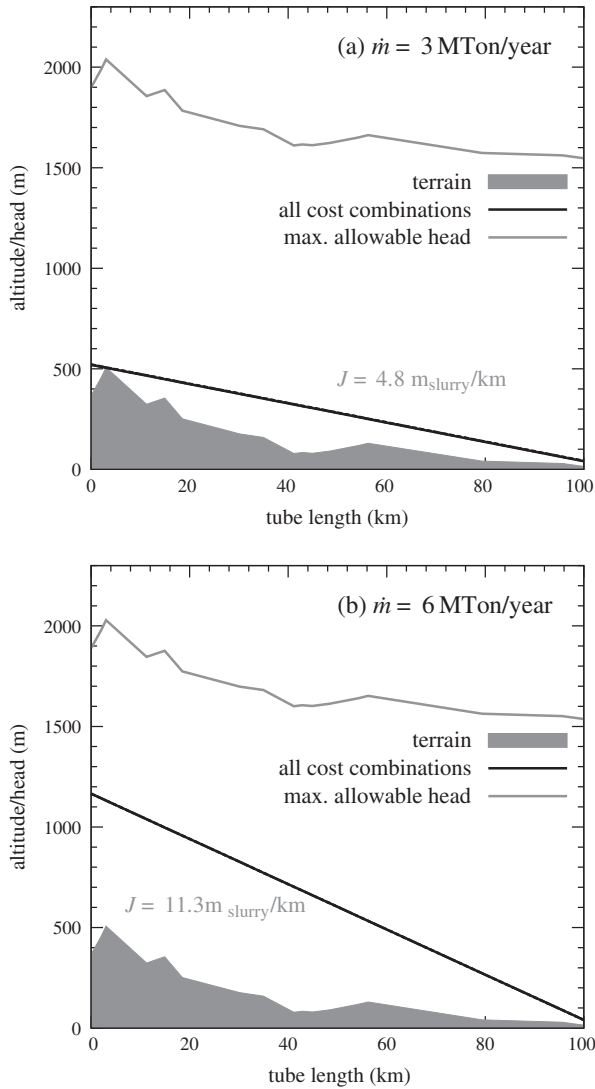 (a) ṁ = 3 MTon/year
2000
1500
1000
500
0
altitude/head (m)
terrain
all cost combinations
max. allowable head
J = 4.8 m_slurry/km
0 20 40 60 80 100
tube length (km)
(b) ṁ = 6 MTon/year
2000
1500
1000
500
0
altitude/head (m)
terrain
all cost combinations
max. allowable head
J = 11.3m slurry/km
0 20 40 60 80 100
tube length (km)